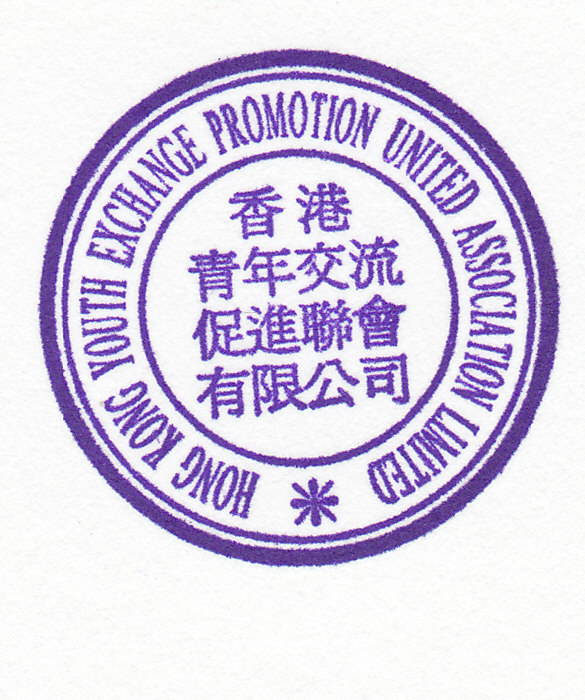 HONG KONG YOUTH EXCHANGE PROMOTION UNITED ASSOCIATION LIMITED
香港
青年交流
促進聯會
有限公司